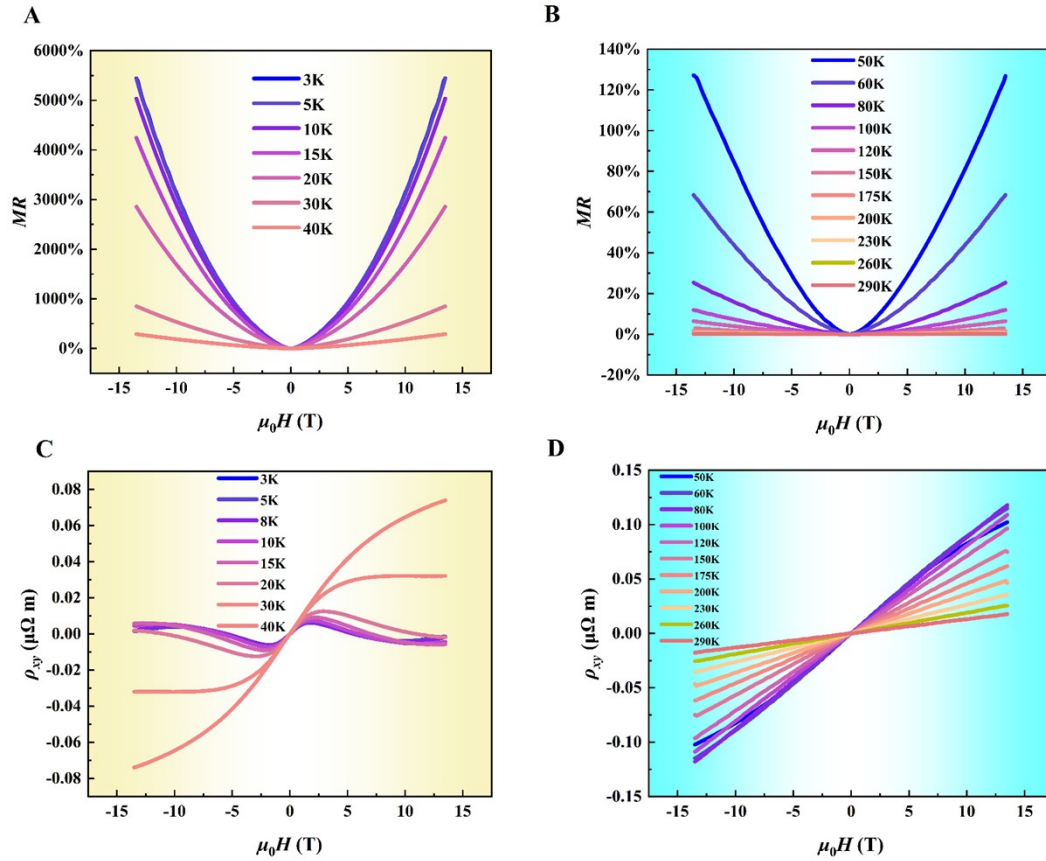 A
6000%
5000%
4000%
3000%
2000%
1000%
0%
MR
3K
5K
10K
15K
20K
30K
40K
-15 -10 -5 0 5 10 15
μ₀H (T)
B
140%
120%
100%
80%
60%
40%
20%
0%
-20%
MR
50K
60K
80K
100K
120K
150K
175K
200K
230K
260K
290K
-15 -10 -5 0 5 10 15
μ₀H (T)
C
0.08
0.06
0.04
0.02
0.00
-0.02
-0.04
-0.06
-0.08
ρxy (μΩ m)
3K
5K
8K
10K
15K
20K
30K
40K
-15 -10 -5 0 5 10 15
μ₀H (T)
D
0.15
0.10
0.05
0.00
-0.05
-0.10
-0.15
ρxy (μΩ m)
50K
60K
80K
100K
120K
150K
175K
200K
230K
260K
290K
-15 -10 -5 0 5 10 15
μ₀H (T)